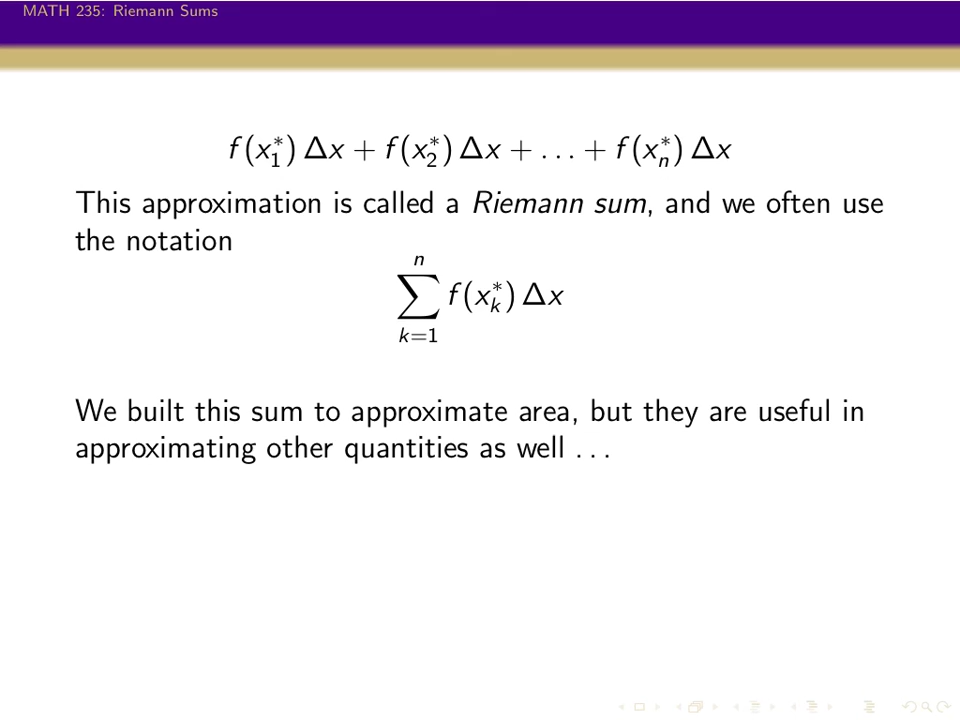 MATH 235: Riemann Sums
f(x₁*) Δx + f(x₂*) Δx + . . . + f(xₙ*) Δx
This approximation is called a Riemann sum, and we often use
the notation
n
∑ f(xₖ*) Δx
k=1
We built this sum to approximate area, but they are useful in
approximating other quantities as well . . .